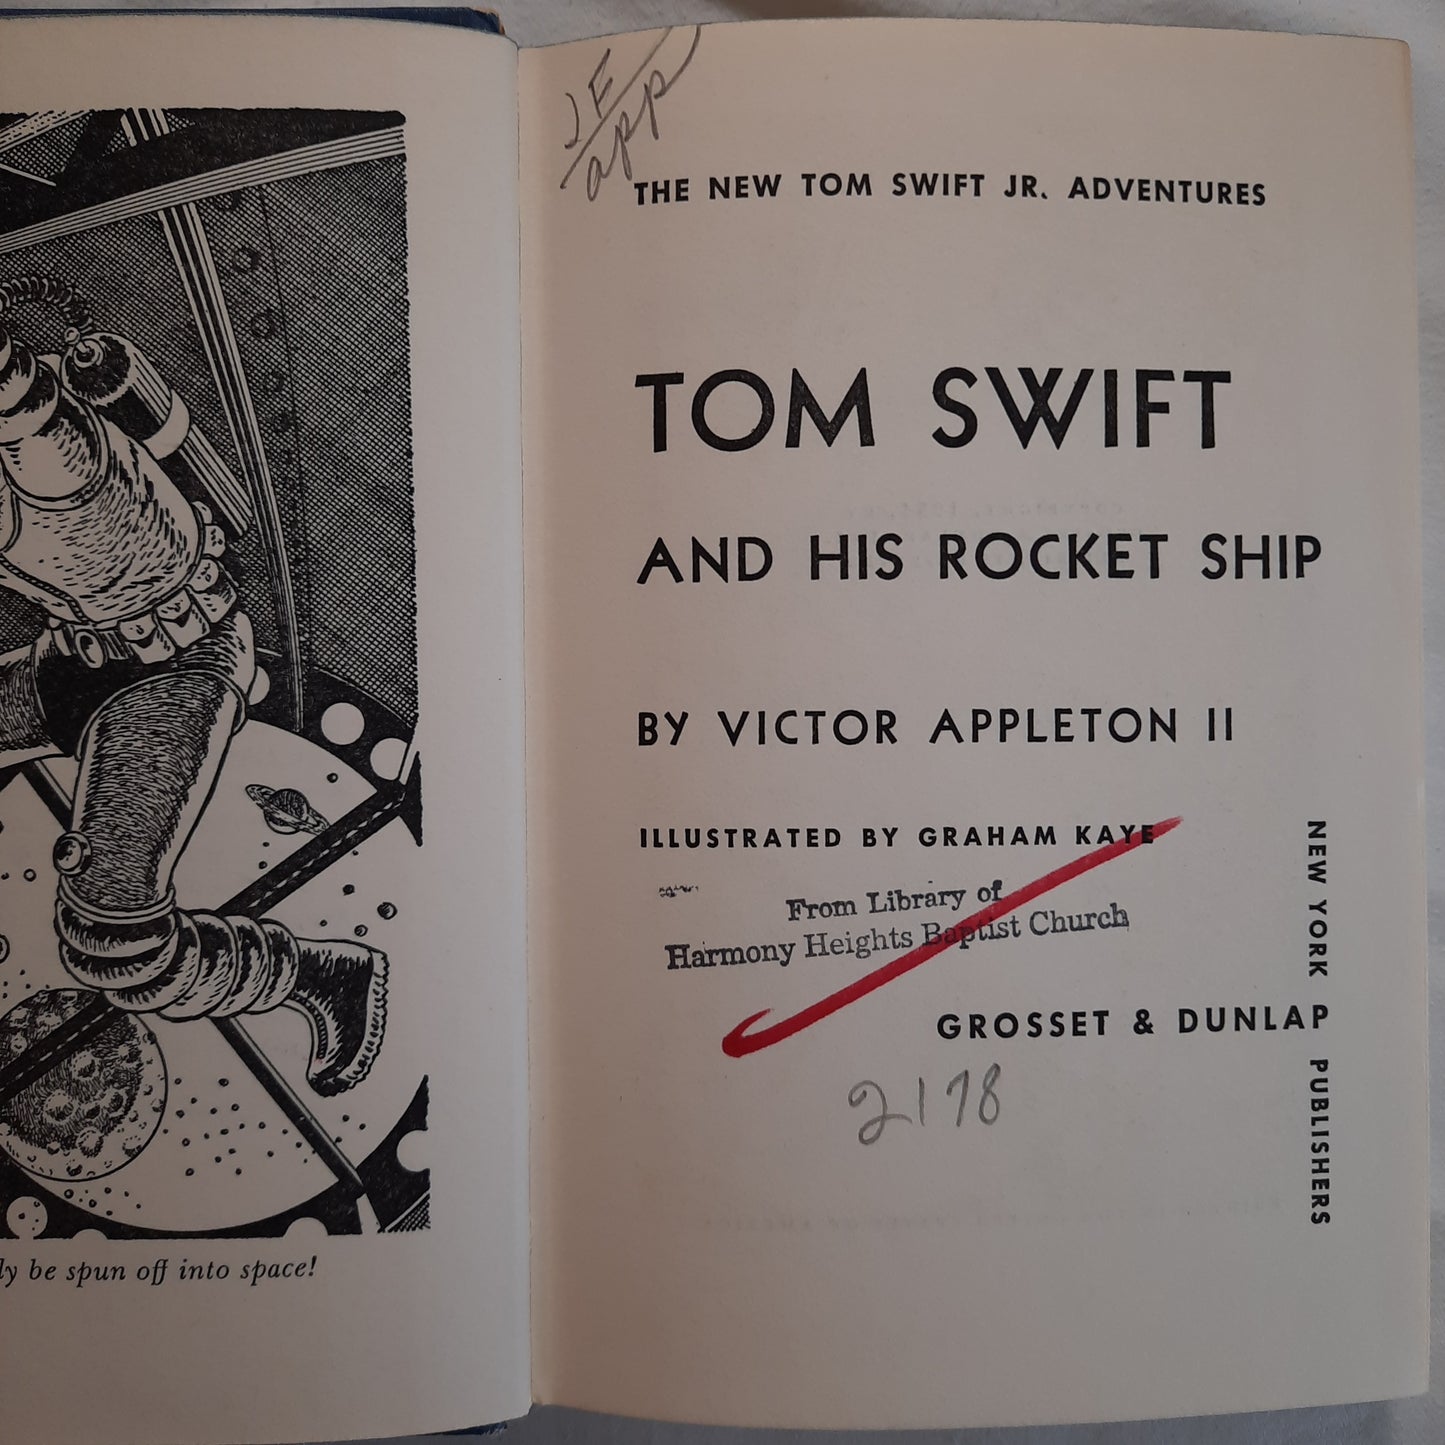 ly be spun off into space!
JE
app
THE NEW TOM SWIFT JR. ADVENTURES
TOM SWIFT
AND HIS ROCKET SHIP
BY VICTOR APPLETON II
ILLUSTRATED BY GRAHAM KAYE
From Library of
Harmony Heights Baptist Church
GROSSET & DUNLAP
NEW YORK PUBLISHERS
2178